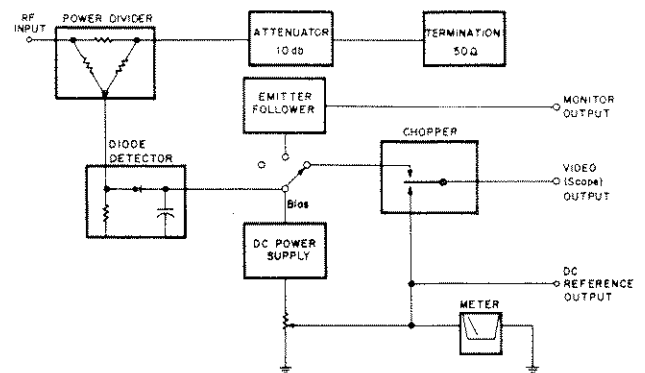 RF
INPUT
POWER DIVIDER
ATTENUATOR
10 db
TERMINATION
50 Ω
EMITTER
FOLLOWER
MONITOR
OUTPUT
CHOPPER
DIODE
DETECTOR
VIDEO
(Scope)
OUTPUT
Bias
DC POWER
SUPPLY
DC
REFERENCE
OUTPUT
METER